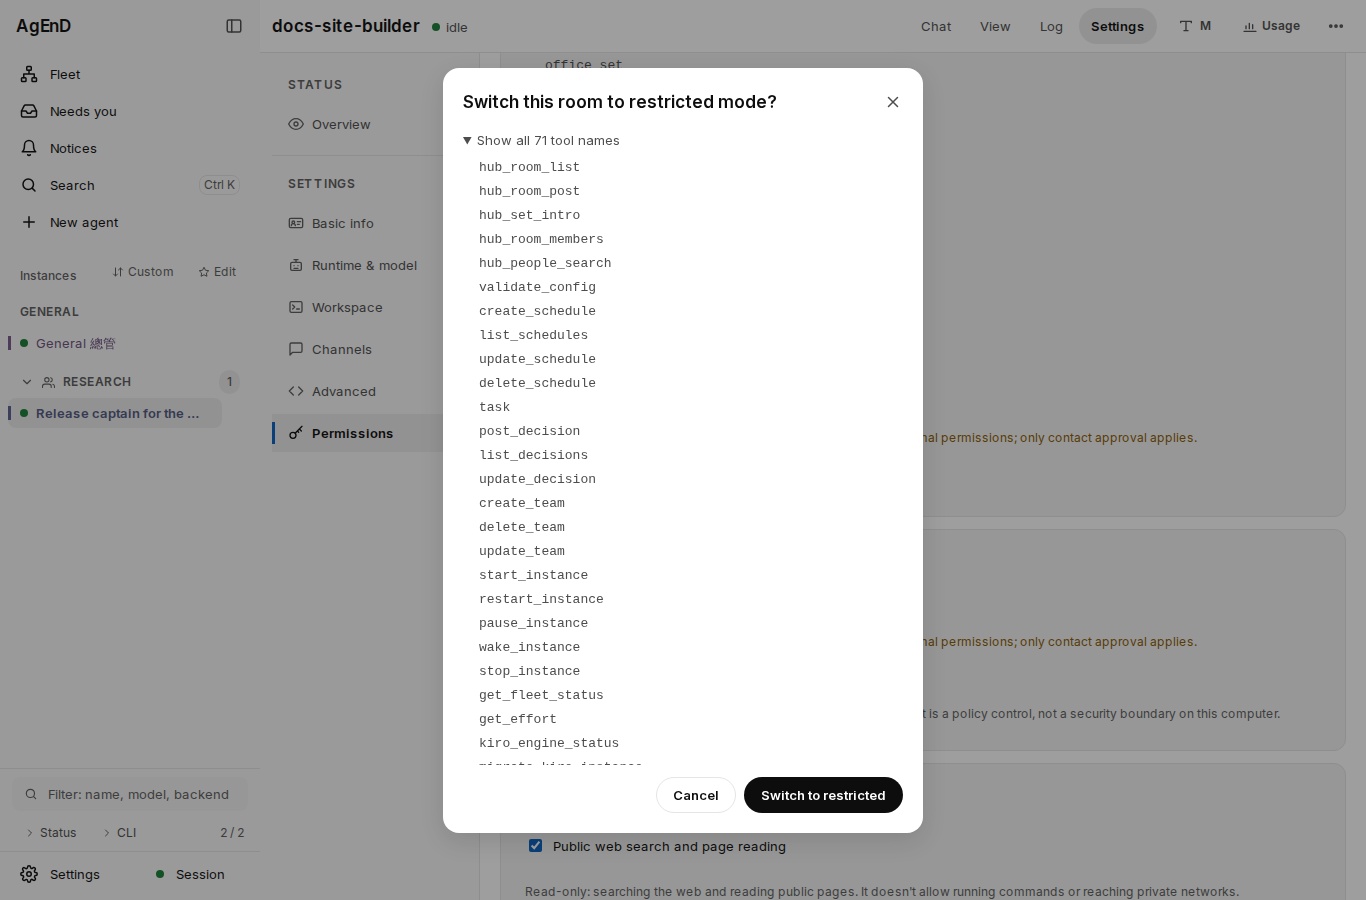 AgEnD
Fleet
Needs you
Notices
Search
Ctrl K
New agent
Instances
Custom
Edit
GENERAL
General 總管
RESEARCH
1
Release captain for the ...
Filter: name, model, backend
Status
CLI
2 / 2
Settings
Session
docs-site-builder
idle
Chat
View
Log
Settings
M
Usage
STATUS
Overview
SETTINGS
Basic info
Runtime & model
Workspace
Channels
Advanced
Permissions
office set
Switch this room to restricted mode?
Show all 71 tool names
hub_room_list
hub_room_post
hub_set_intro
hub_room_members
hub_people_search
validate_config
create_schedule
list_schedules
update_schedule
delete_schedule
task
post_decision
list_decisions
update_decision
create_team
delete_team
update_team
start_instance
restart_instance
pause_instance
wake_instance
stop_instance
get_fleet_status
get_effort
kiro_engine_status
migrate_kiro_instance
Cancel
Switch to restricted
nal permissions; only contact approval applies.
nal permissions; only contact approval applies.
t is a policy control, not a security boundary on this computer.
Public web search and page reading
Read-only: searching the web and reading public pages. It doesn't allow running commands or reaching private networks.